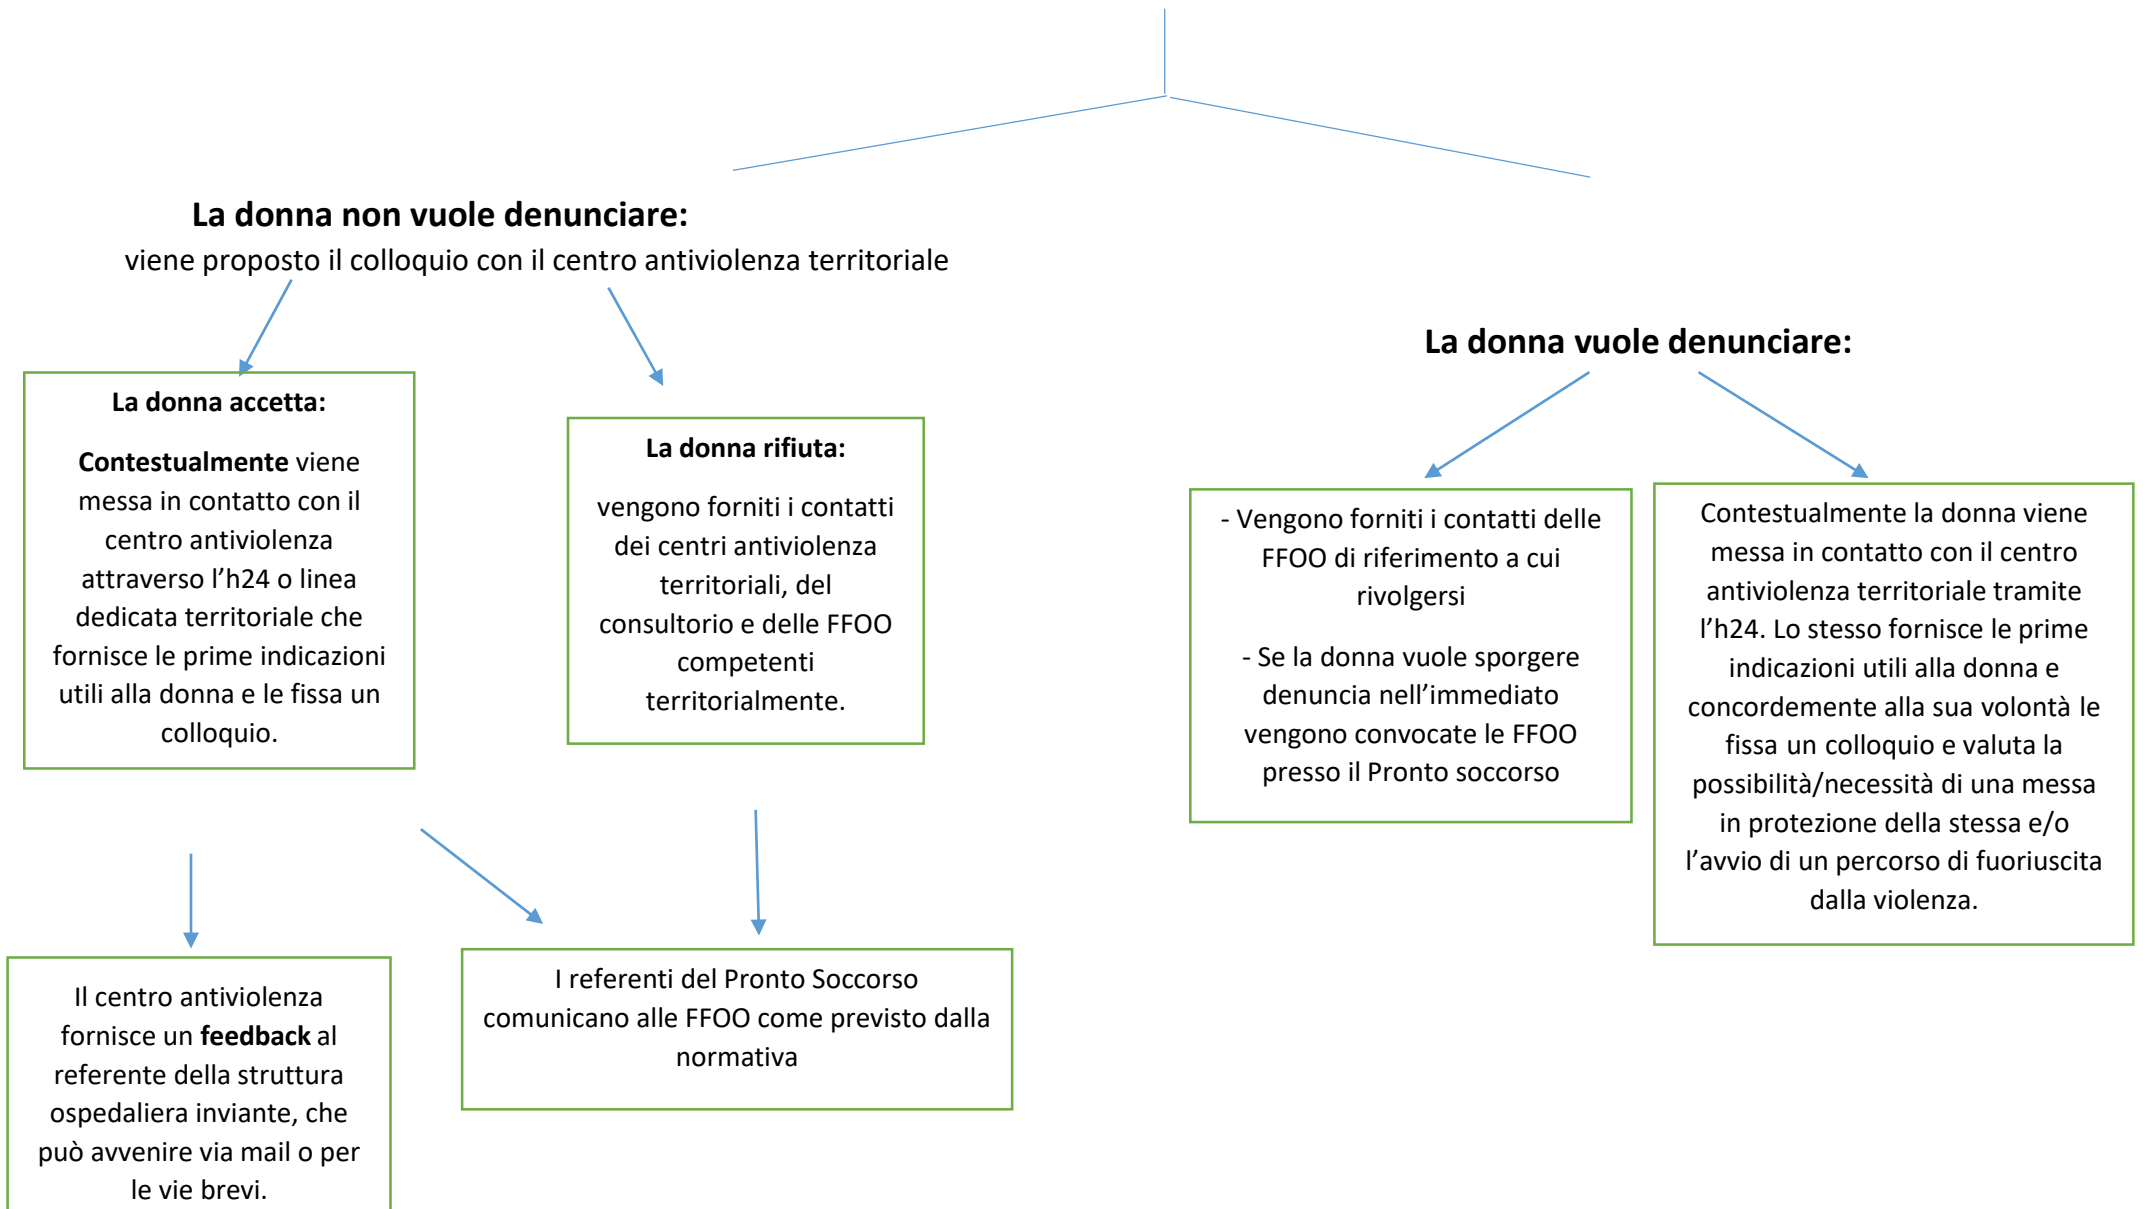 La donna non vuole denunciare:
viene proposto il colloquio con il centro antiviolenza territoriale
La donna accetta:
Contestualmente viene
messa in contatto con il
centro antiviolenza
attraverso l’h24 o linea
dedicata territoriale che
fornisce le prime indicazioni
utili alla donna e le fissa un
colloquio.
La donna rifiuta:
vengono forniti i contatti
dei centri antiviolenza
territoriali, del
consultorio e delle FFOO
competenti
territorialmente.
Il centro antiviolenza
fornisce un feedback al
referente della struttura
ospedaliera inviante, che
può avvenire via mail o per
le vie brevi.
I referenti del Pronto Soccorso
comunicano alle FFOO come previsto dalla
normativa
La donna vuole denunciare:
- Vengono forniti i contatti delle
FFOO di riferimento a cui
rivolgersi
- Se la donna vuole sporgere
denuncia nell’immediato
vengono convocate le FFOO
presso il Pronto soccorso
Contestualmente la donna viene
messa in contatto con il centro
antiviolenza territoriale tramite
l’h24. Lo stesso fornisce le prime
indicazioni utili alla donna e
concordemente alla sua volontà le
fissa un colloquio e valuta la
possibilità/necessità di una messa
in protezione della stessa e/o
l’avvio di un percorso di fuoriuscita
dalla violenza.